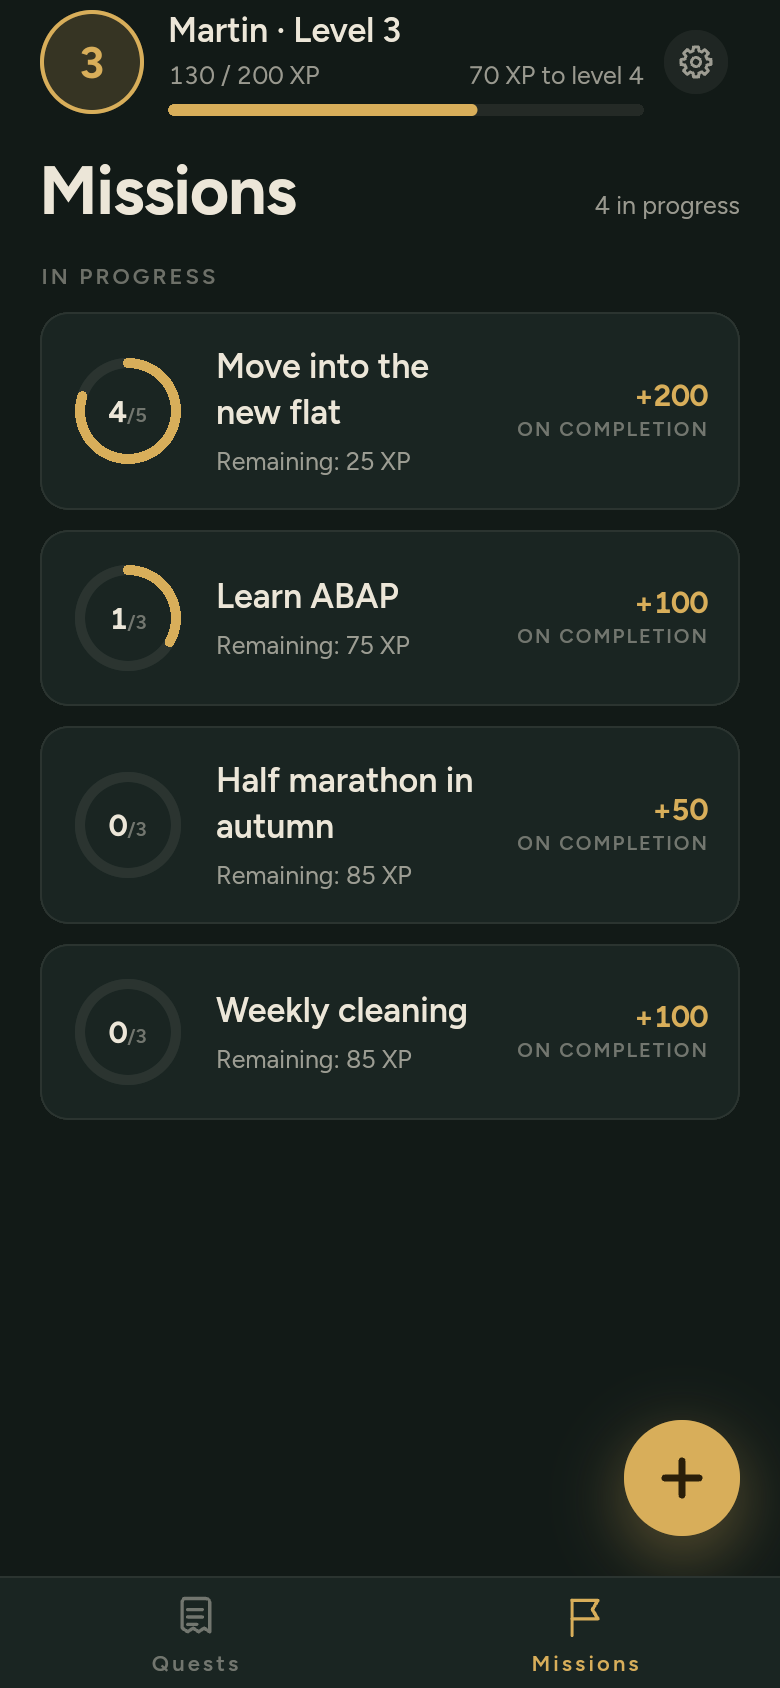 3
Martin · Level 3
130 / 200 XP
70 XP to level 4
Missions
4 in progress
IN PROGRESS
4/5
Move into the
new flat
Remaining: 25 XP
+200
ON COMPLETION
1/3
Learn ABAP
Remaining: 75 XP
+100
ON COMPLETION
0/3
Half marathon in
autumn
Remaining: 85 XP
+50
ON COMPLETION
0/3
Weekly cleaning
Remaining: 85 XP
+100
ON COMPLETION
Quests
Missions